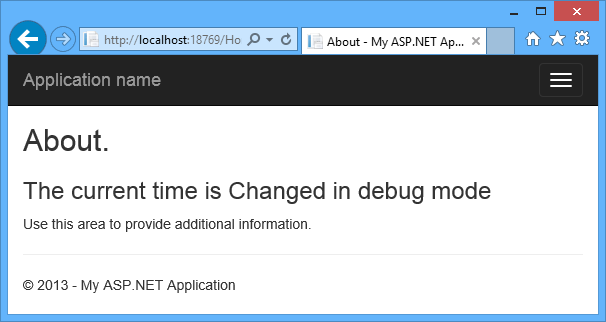 http://localhost:18769/Ho
About - My ASP.NET Ap...
Application name
About.
The current time is Changed in debug mode
Use this area to provide additional information.
© 2013 - My ASP.NET Application